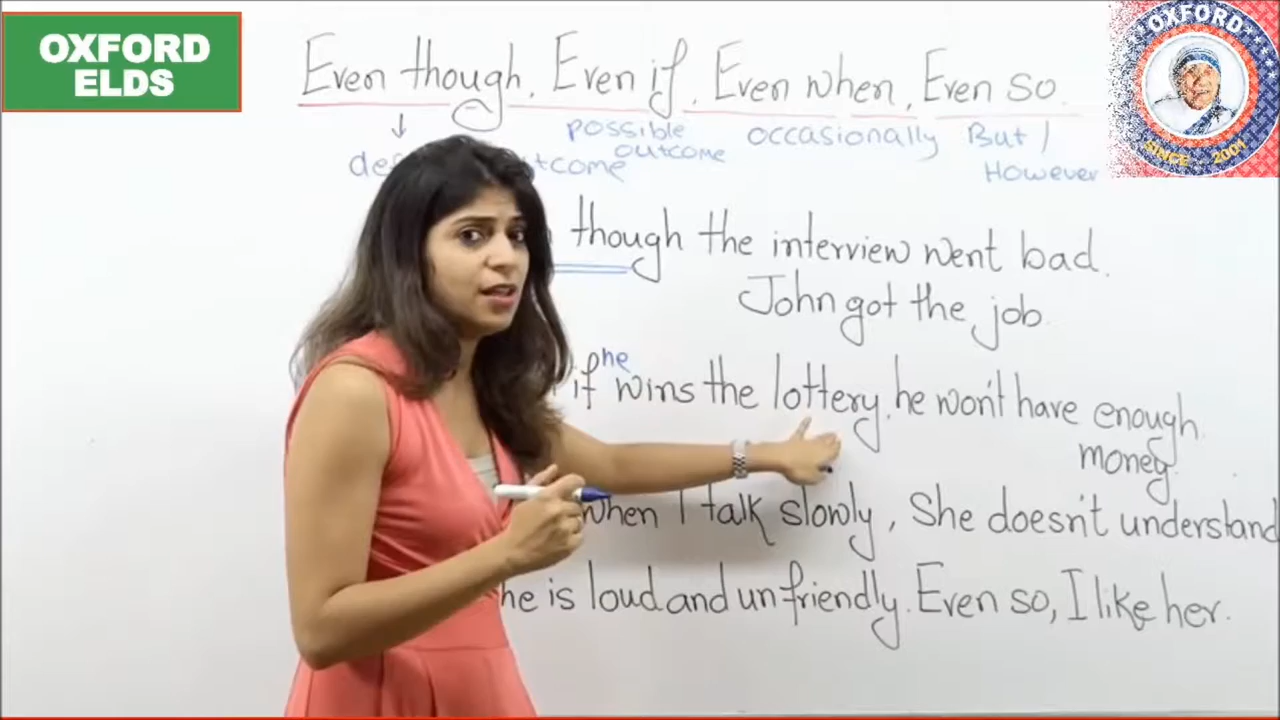 OXFORD
ELDS
OXFORD
SINCE 2004
Even though, Even if, Even when, Even so.
possible
outcome
occasionally
But /
However
though the interview went bad.
John got the job.
if he wins the lottery, he won't have enough
money.
when I talk slowly, She doesn't understand
he is loud and unfriendly. Even so, I like her.